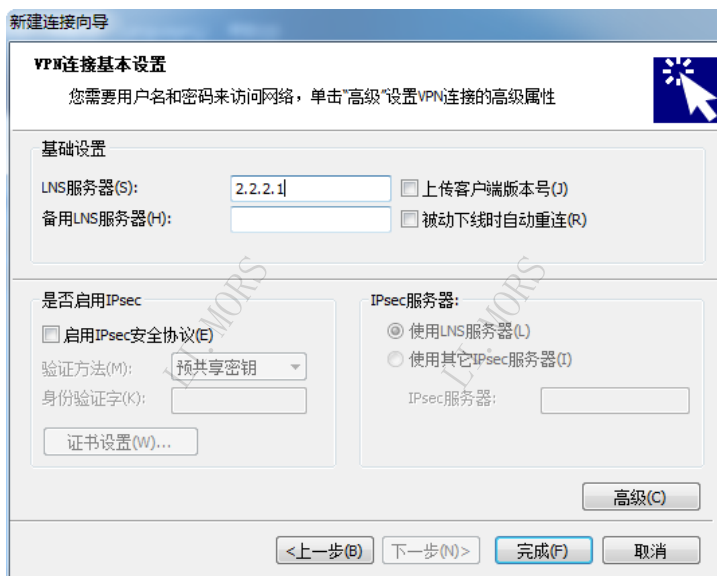 新建连接向导
VPN连接基本设置
您需要用户名和密码来访问网络，单击"高级"设置VPN连接的高级属性
基础设置
LNS服务器(S): 2.2.2.1 上传客户端版本号(J)
备用LNS服务器(H): 被动下线时自动重连(R)
是否启用IPsec
启用IPsec安全协议(E)
验证方法(M): 预共享密钥
身份验证字(K):
证书设置(W)...
IPsec服务器:
使用LNS服务器(L)
使用其它IPsec服务器(I)
IPsec服务器:
高级(C)
<上一步(B) 下一步(N)> 完成(F) 取消
LI.MORS
LI.MORS